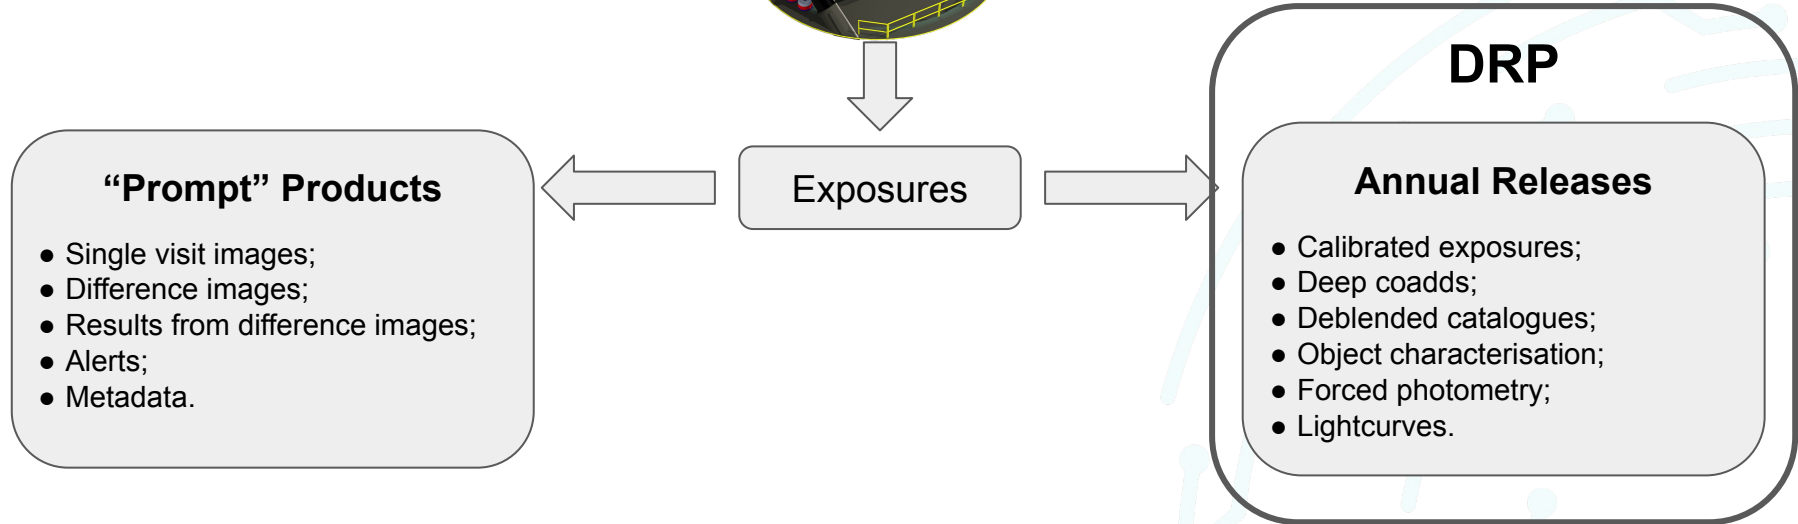 DRP
“Prompt” Products
● Single visit images;
● Difference images;
● Results from difference images;
● Alerts;
● Metadata.
Exposures
Annual Releases
● Calibrated exposures;
● Deep coadds;
● Deblended catalogues;
● Object characterisation;
● Forced photometry;
● Lightcurves.